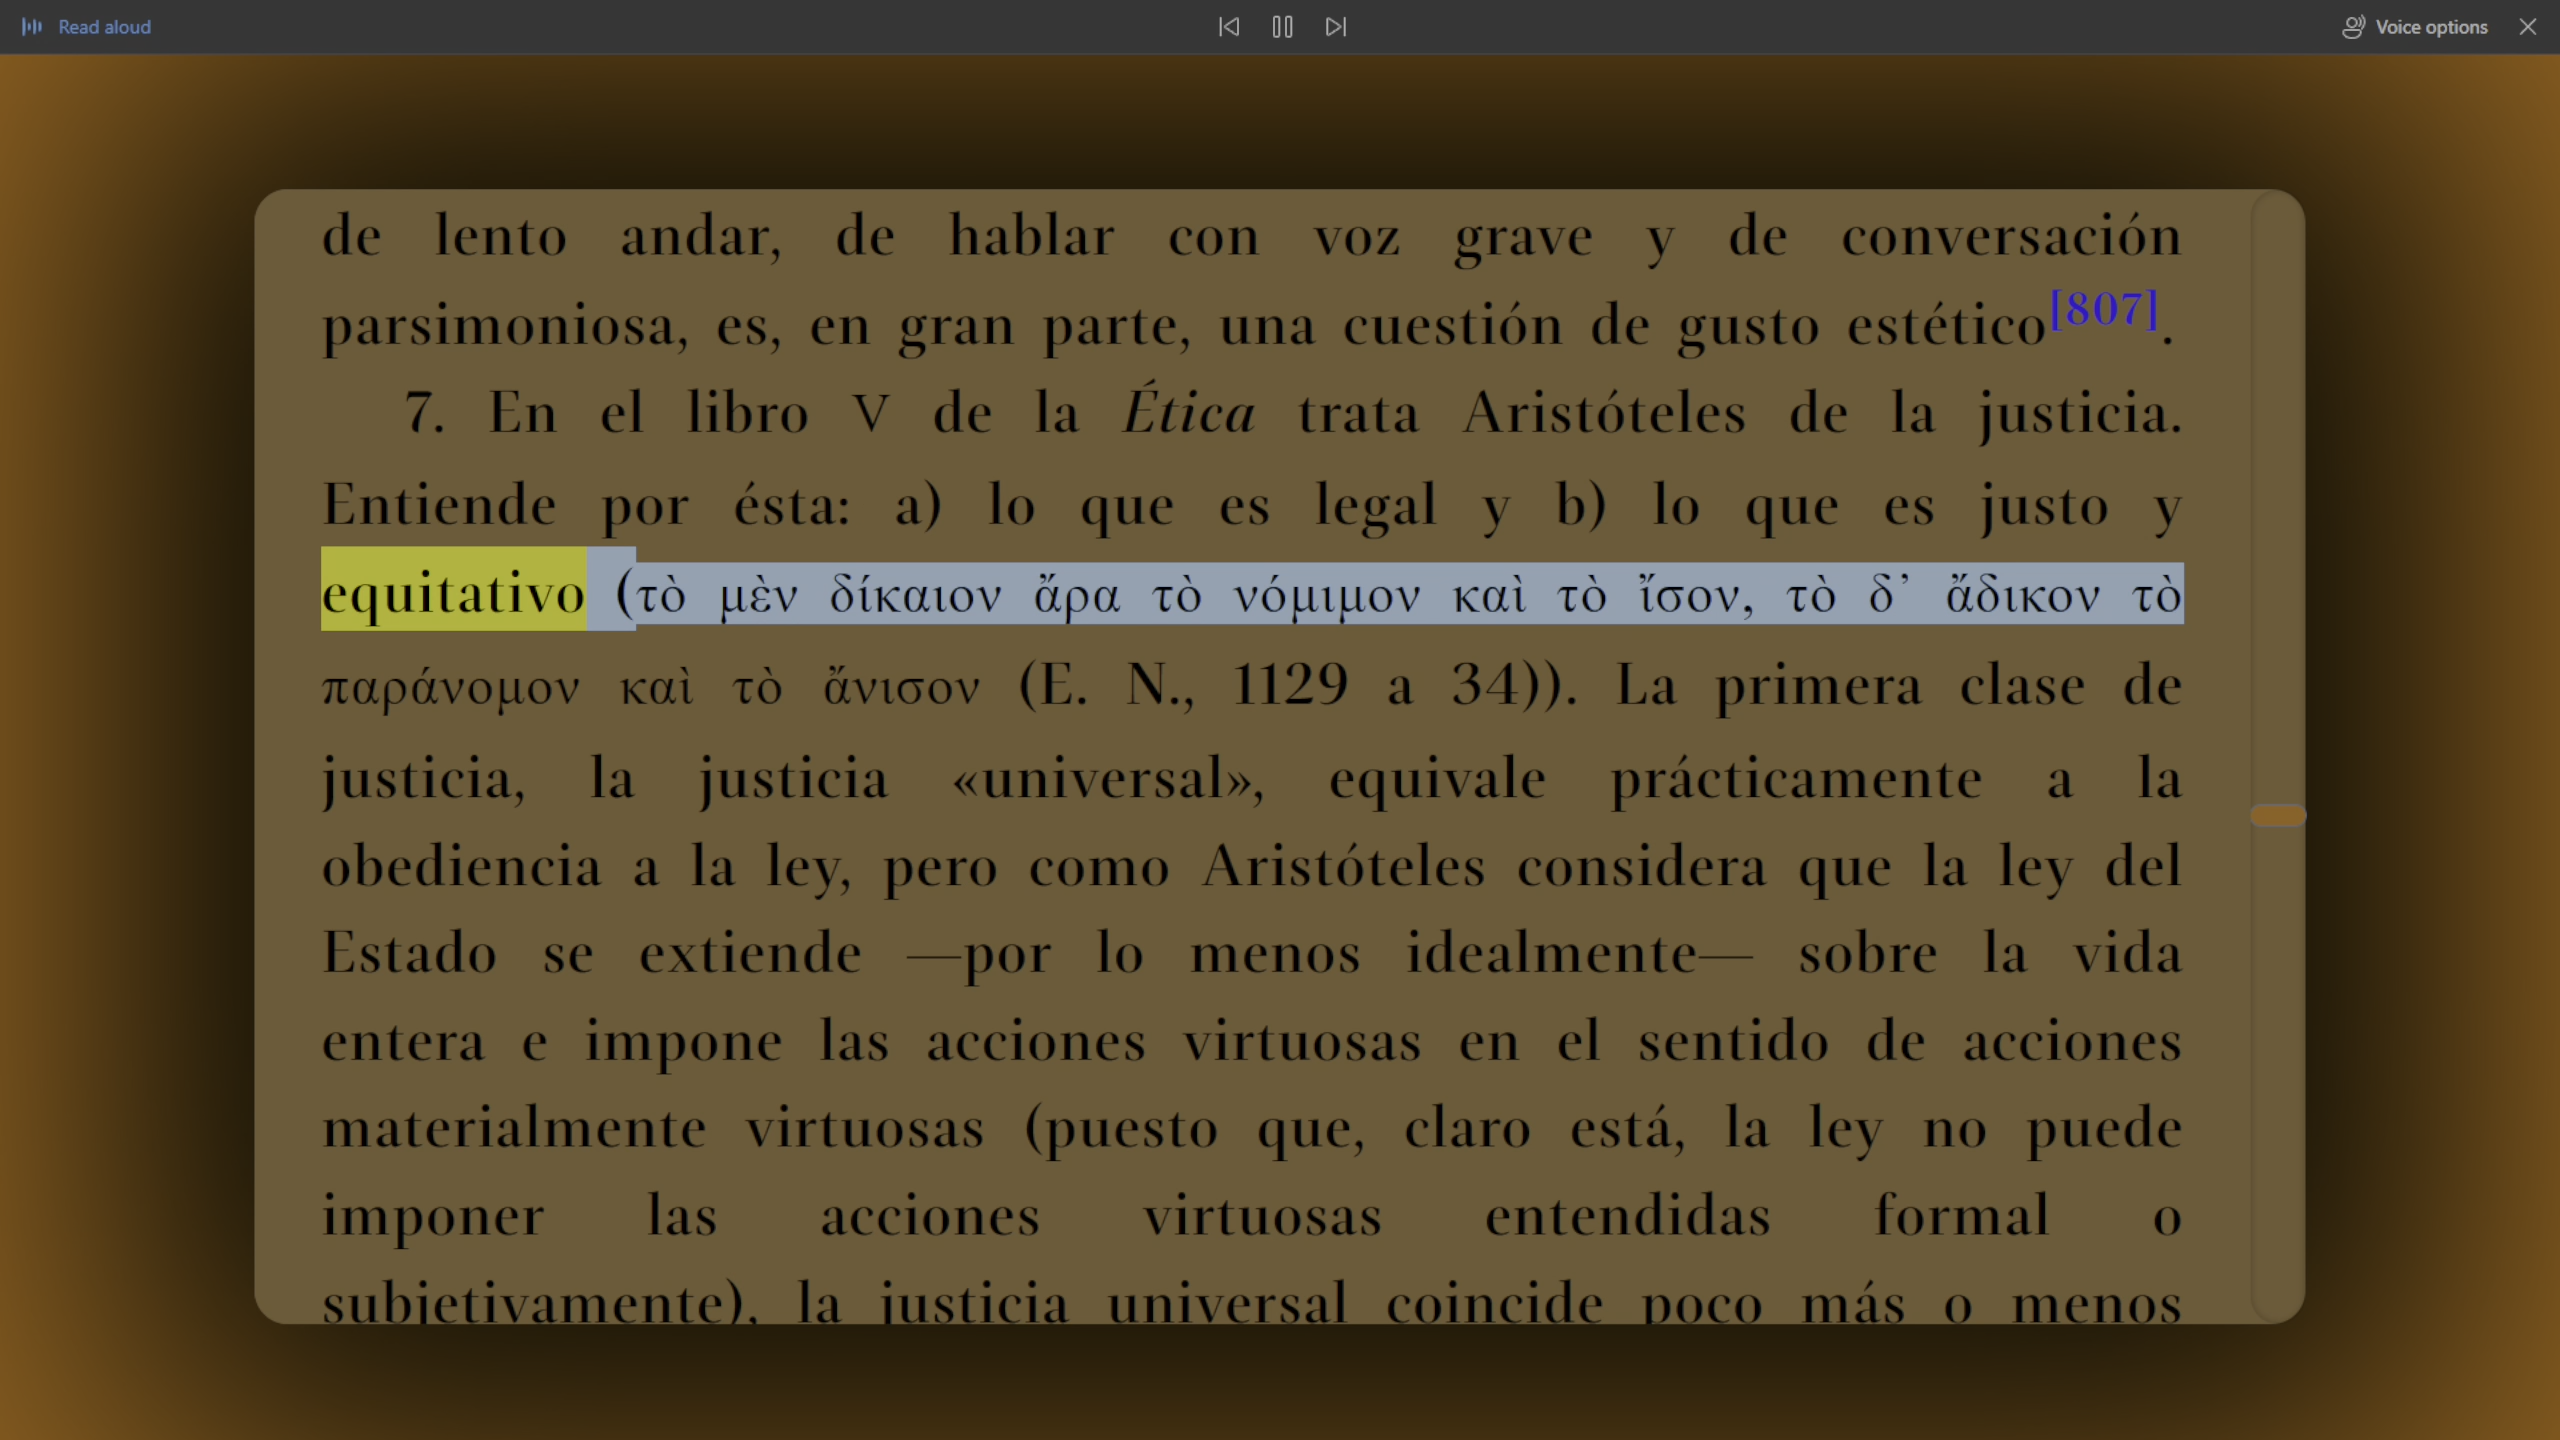 Read aloud
Voice options
de lento andar, de hablar con voz grave y de conversación
parsimoniosa, es, en gran parte, una cuestión de gusto estético[807].
7. En el libro V de la Ética trata Aristóteles de la justicia.
Entiende por ésta: a) lo que es legal y b) lo que es justo y
equitativo (τὸ μὲν δίκαιον ἄρα τὸ νόμιμον καὶ τὸ ἴσον, τὸ δ’ ἄδικον τὸ
παράνομον καὶ τὸ ἄνισον (E. N., 1129 a 34)). La primera clase de
justicia, la justicia «universal», equivale prácticamente a la
obediencia a la ley, pero como Aristóteles considera que la ley del
Estado se extiende —por lo menos idealmente— sobre la vida
entera e impone las acciones virtuosas en el sentido de acciones
materialmente virtuosas (puesto que, claro está, la ley no puede
imponer las acciones virtuosas entendidas formal o
subjetivamente), la justicia universal coincide poco más o menos